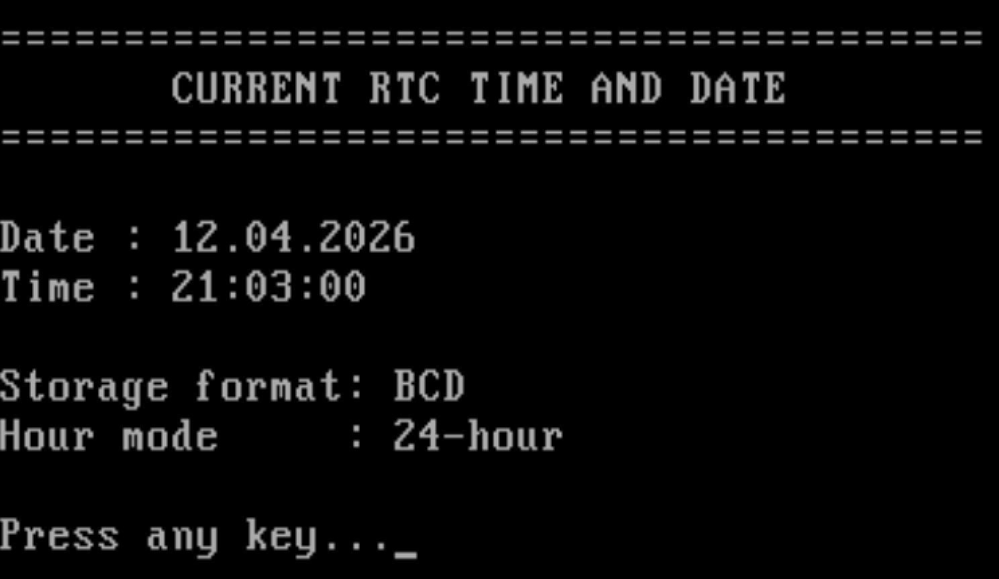 ========================================
       CURRENT RTC TIME AND DATE
========================================
Date : 12.04.2026
Time : 21:03:00
Storage format: BCD
Hour mode     : 24-hour
Press any key..._